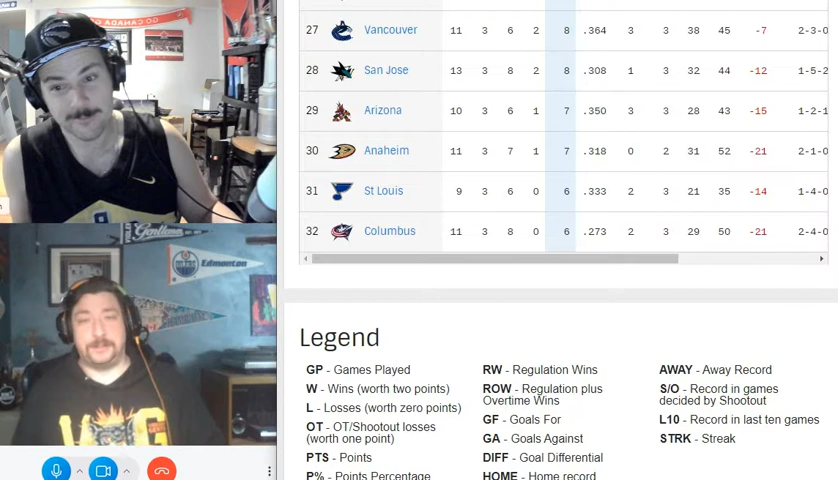 GO CANADA GO
27 Vancouver 11 3 6 2 8 .364 3 3 38 45 -7 2-3-0
28 San Jose 13 3 8 2 8 .308 1 3 32 44 -12 1-5-2
29 Arizona 10 3 6 1 7 .350 3 3 28 43 -15 1-2-1
30 Anaheim 11 3 7 1 7 .318 0 2 31 52 -21 2-1-0
31 St Louis 9 3 6 0 6 .333 2 3 21 35 -14 1-4-0
32 Columbus 11 3 8 0 6 .273 2 3 29 50 -21 2-4-0
Gentlemen
OILERS Edmonton
Legend
GP - Games Played
W - Wins (worth two points)
L - Losses (worth zero points)
OT - OT/Shootout losses
(worth one point)
PTS - Points
P% - Points Percentage
RW - Regulation Wins
ROW - Regulation plus
Overtime Wins
GF - Goals For
GA - Goals Against
DIFF - Goal Differential
HOME - Home record
AWAY - Away Record
S/O - Record in games
decided by Shootout
L10 - Record in last ten games
STRK - Streak